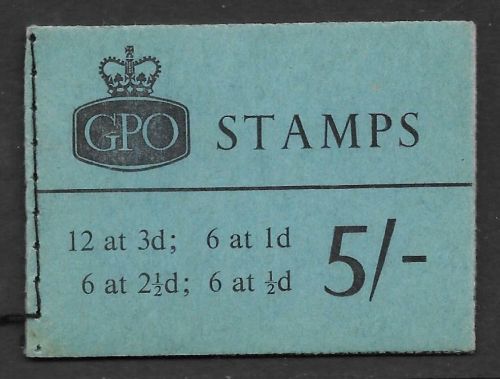 GPO STAMPS
12 at 3d; 6 at 1d
6 at 2½d; 6 at ½d
5/-